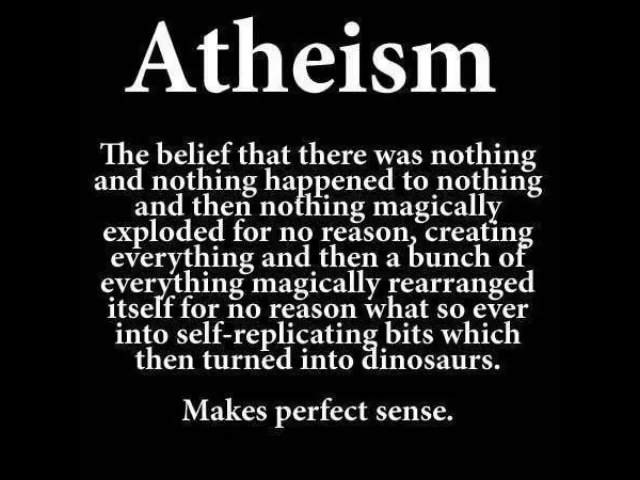 Atheism
The belief that there was nothing
and nothing happened to nothing
and then nothing magically
exploded for no reason, creating
everything and then a bunch of
everything magically rearranged
itself for no reason what so ever
into self-replicating bits which
then turned into dinosaurs.
Makes perfect sense.